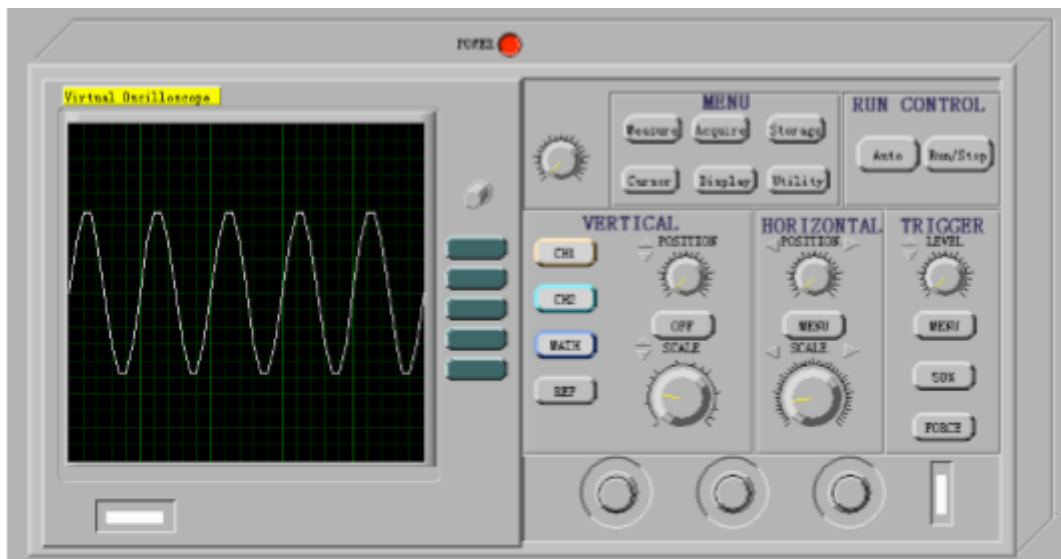 POWER
Virtual Oscilloscope
MENU
RUN CONTROL
Measure Acquire Storage
Auto Run/Stop
Cursor Display Utility
VERTICAL
HORIZONTAL
TRIGGER
POSITION
POSITION
LEVEL
CH1
CH2
OFF
MENU
MENU
MATH
SCALE
SCALE
REF
50%
FORCE